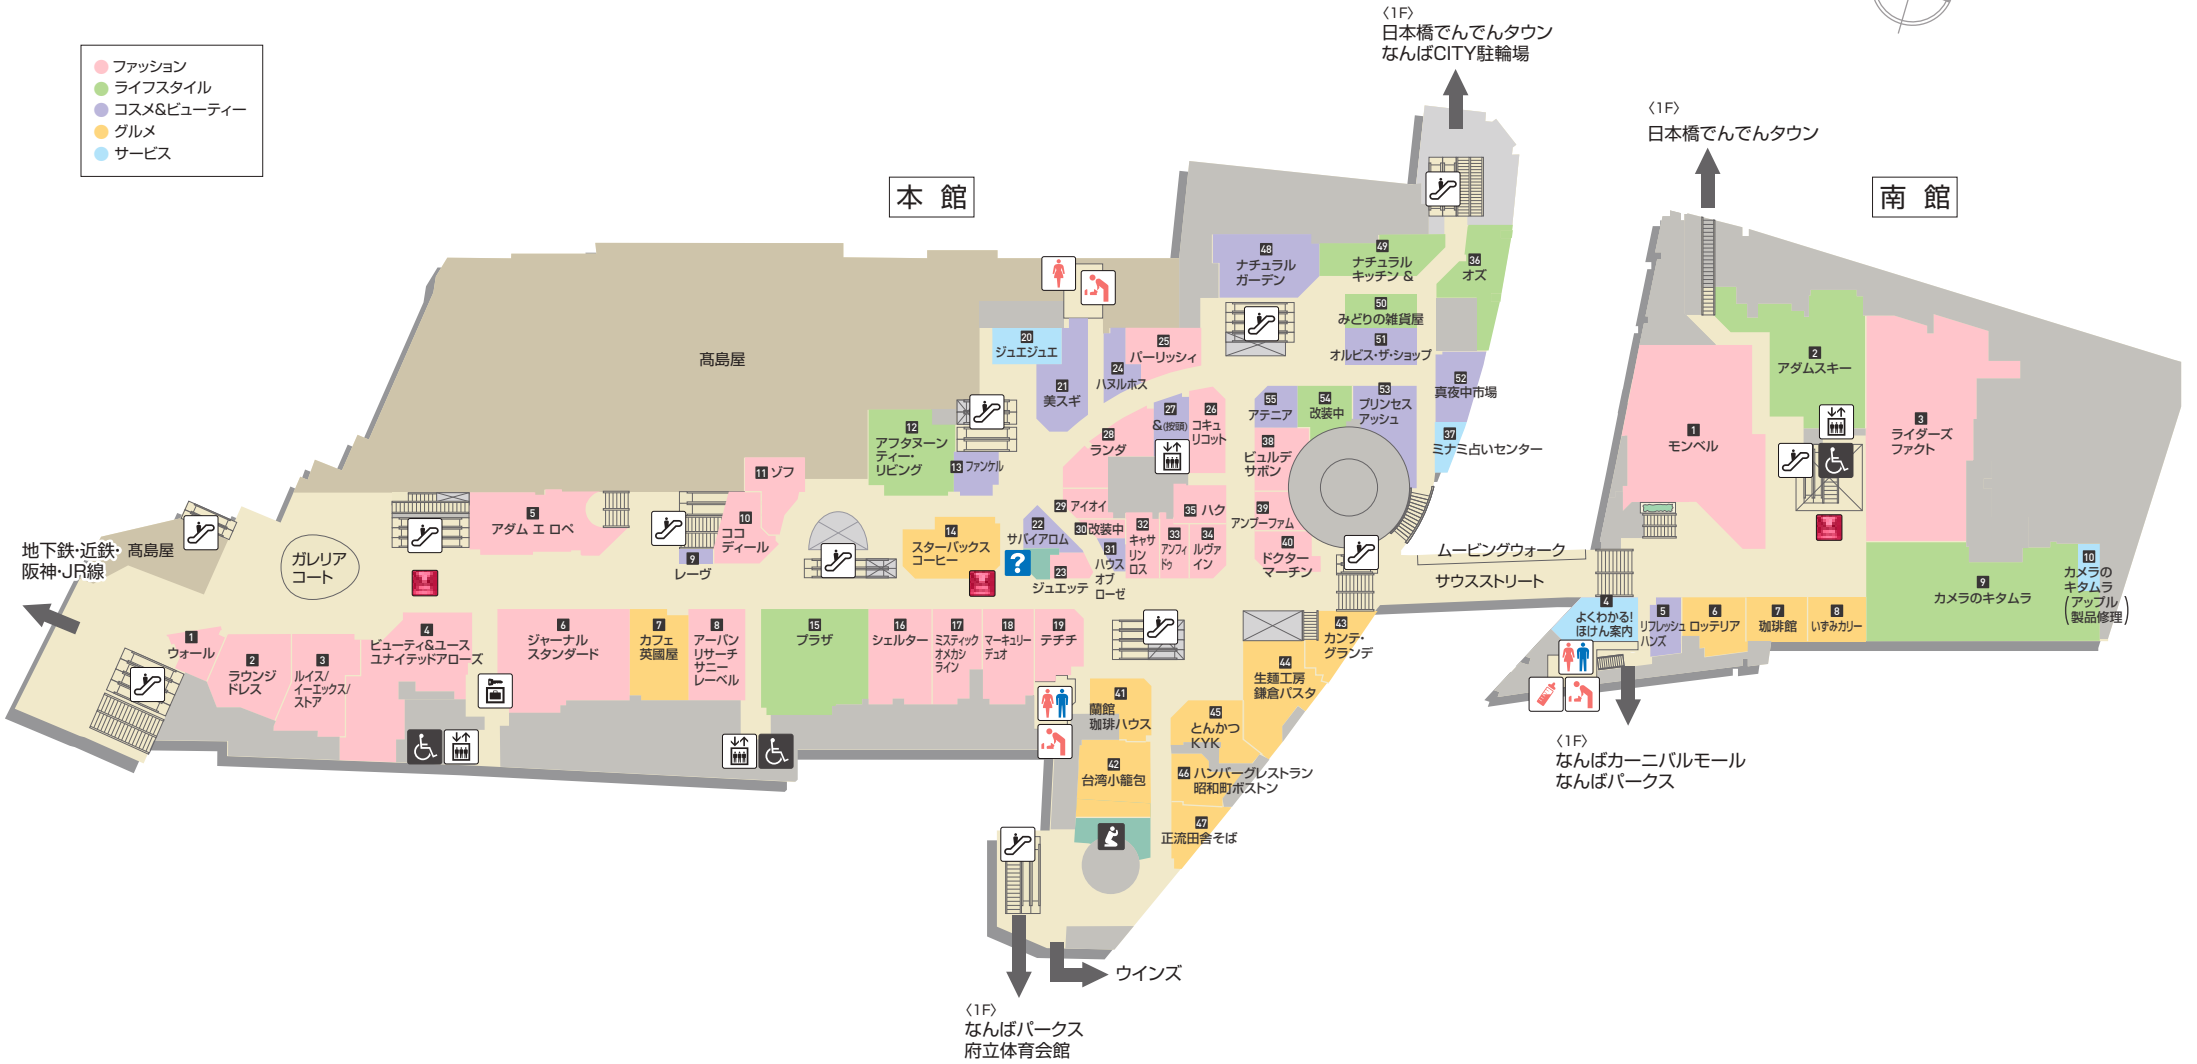 ファッション
ライフスタイル
コスメ&ビューティー
グルメ
サービス
〈1F〉
日本橋でんでんタウン
なんばCITY駐輪場
〈1F〉
日本橋でんでんタウン
本 館
南 館
髙島屋
地下鉄・近鉄・髙島屋
阪神・JR線
ガレリア
コート
1
ウォール
2
ラウンジ
ドレス
3
ルイス/
イーエックス/
ストア
4
ビューティ&ユース
ユナイテッドアローズ
5
アダム エ ロペ
6
ジャーナル
スタンダード
7
カフェ
英國屋
8
アーバン
リサーチ
サニー
レーベル
9
レーヴ
10
ココ
ディール
11 ゾフ
12
アフタヌーン
ティー・
リビング
13 ファンケル
14
スターバックス
コーヒー
15
プラザ
16
シェルター
17
ミスティック
オメカシ
ライン
18
マーキュリー
デュオ
19
テチチ
20
ジュエジュエ
21
美スギ
22
サバイアロム
?
23
ジュエッテ
24
ハヌルホス
25
バーリッシィ
26
コキュ
リコット
27
&(按頭)
28
ランダ
29 アイオイ
30 改装中
31
ハウス
オブ
ローゼ
32
キャサ
リン
ロス
33
アンフィ
ドゥ
34
ルヴァ
イン
35 ハク
36
オズ
37
ミナミ占いセンター
38
ビュルデ
サボン
39
アンブーファム
40
ドクター
マーチン
41
蘭館
珈琲ハウス
42
台湾小籠包
43
カンテ・
グランデ
44
生麺工房
鎌倉パスタ
45
とんかつ
KYK
46 ハンバーグレストラン
昭和町ボストン
47
正流田舎そば
48
ナチュラル
ガーデン
49
ナチュラル
キッチン &
50
みどりの雑貨屋
51
オルビス・ザ・ショップ
52
真夜中市場
53
プリンセス
アッシュ
54
改装中
55
アテニア
ムービングウォーク
サウスストリート
1
モンベル
2
アダムスキー
3
ライダーズ
ファクト
4
よくわかる!
ほけん案内
5
リフレッシュ
ハンズ
6
ロッテリア
7
珈琲館
8
いずみカリー
9
カメラのキタムラ
10
カメラの
キタムラ
(アップル
製品修理)
〈1F〉
なんばカーニバルモール
なんばパークス
ウインズ
〈1F〉
なんばパークス
府立体育会館